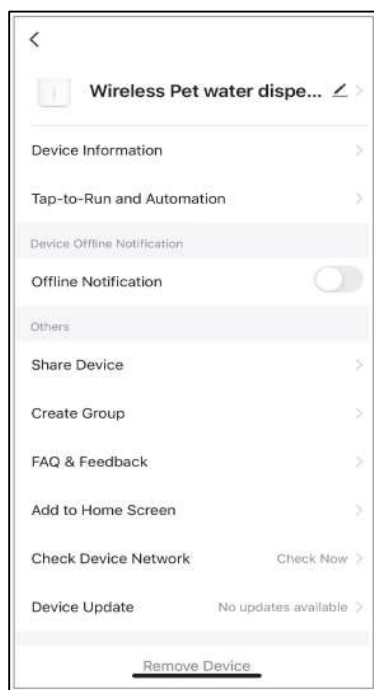 Wireless Pet water dispe...
Device Information
Tap-to-Run and Automation
Device Offline Notification
Offline Notification
Others
Share Device
Create Group
FAQ & Feedback
Add to Home Screen
Check Device Network Check Now
Device Update No updates available
Remove Device